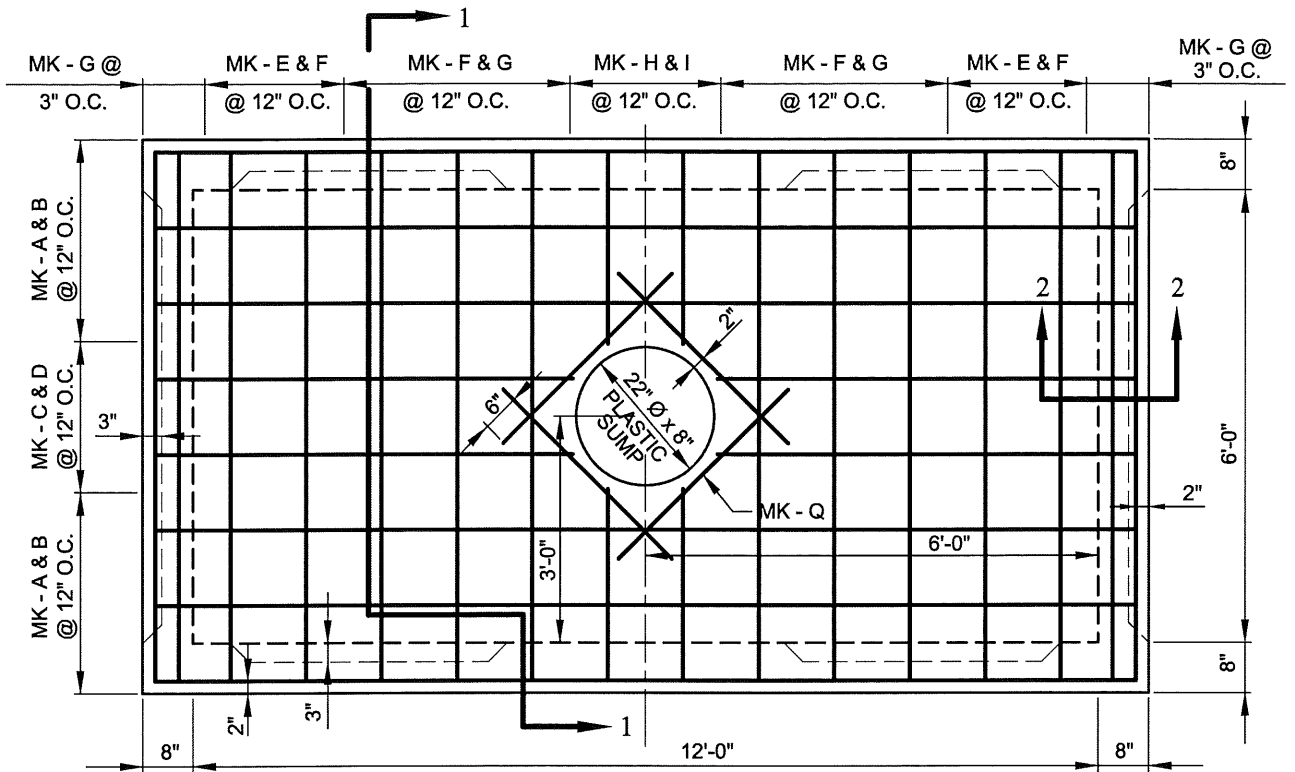 1
MK - G @
3" O.C.
MK - E & F
@ 12" O.C.
MK - F & G
@ 12" O.C.
MK - H & I
@ 12" O.C.
MK - F & G
@ 12" O.C.
MK - E & F
@ 12" O.C.
MK - G @
3" O.C.
8"
MK - A & B
@ 12" O.C.
MK - C & D
@ 12" O.C.
MK - A & B
@ 12" O.C.
3"
6"
2"
22" Ø x 8"
PLASTIC
SUMP
MK - Q
2
2
6'-0"
2"
3'-0"
6'-0"
8"
2"
3"
1
8"
12'-0"
8"